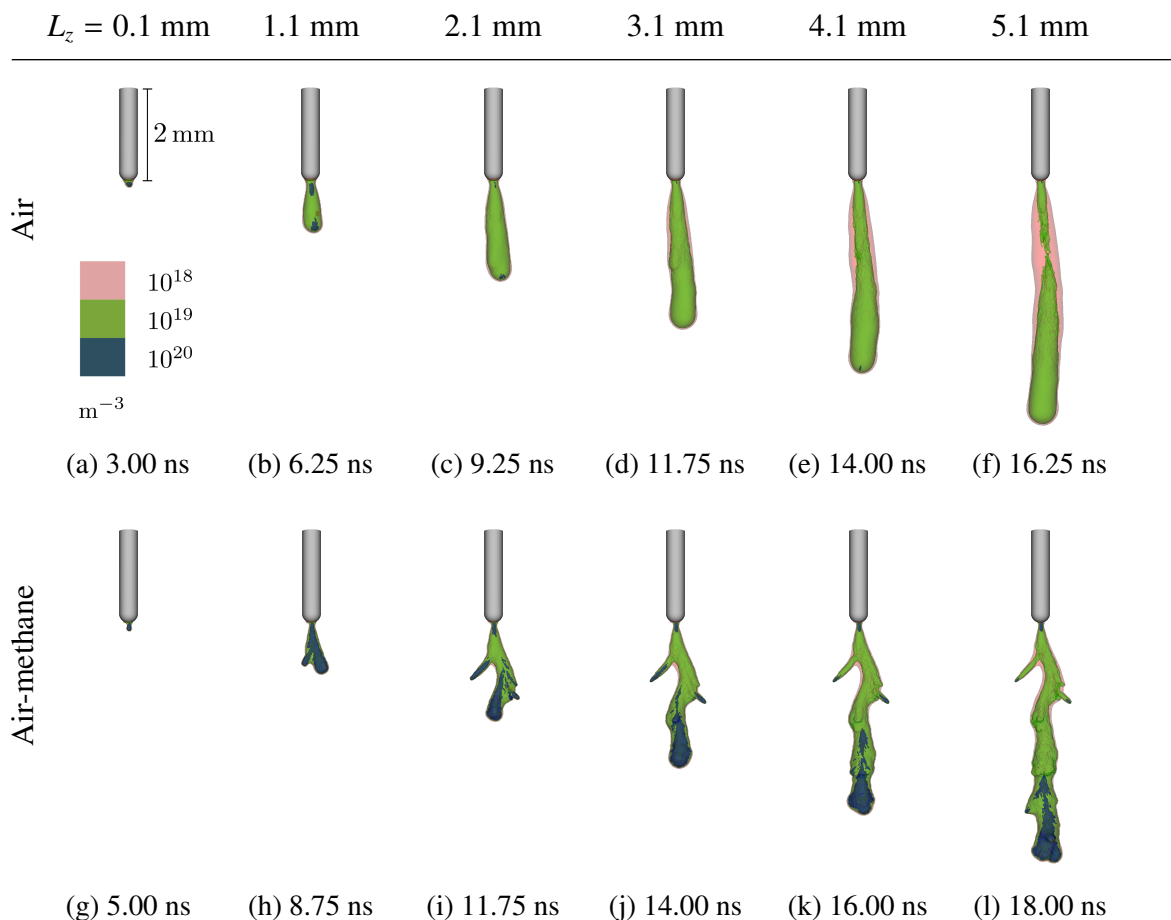 L_z = 0.1 mm 1.1 mm 2.1 mm 3.1 mm 4.1 mm 5.1 mm
Air
2 mm
10^18
10^19
10^20
m^−3
(a) 3.00 ns (b) 6.25 ns (c) 9.25 ns (d) 11.75 ns (e) 14.00 ns (f) 16.25 ns
Air-methane
(g) 5.00 ns (h) 8.75 ns (i) 11.75 ns (j) 14.00 ns (k) 16.00 ns (l) 18.00 ns